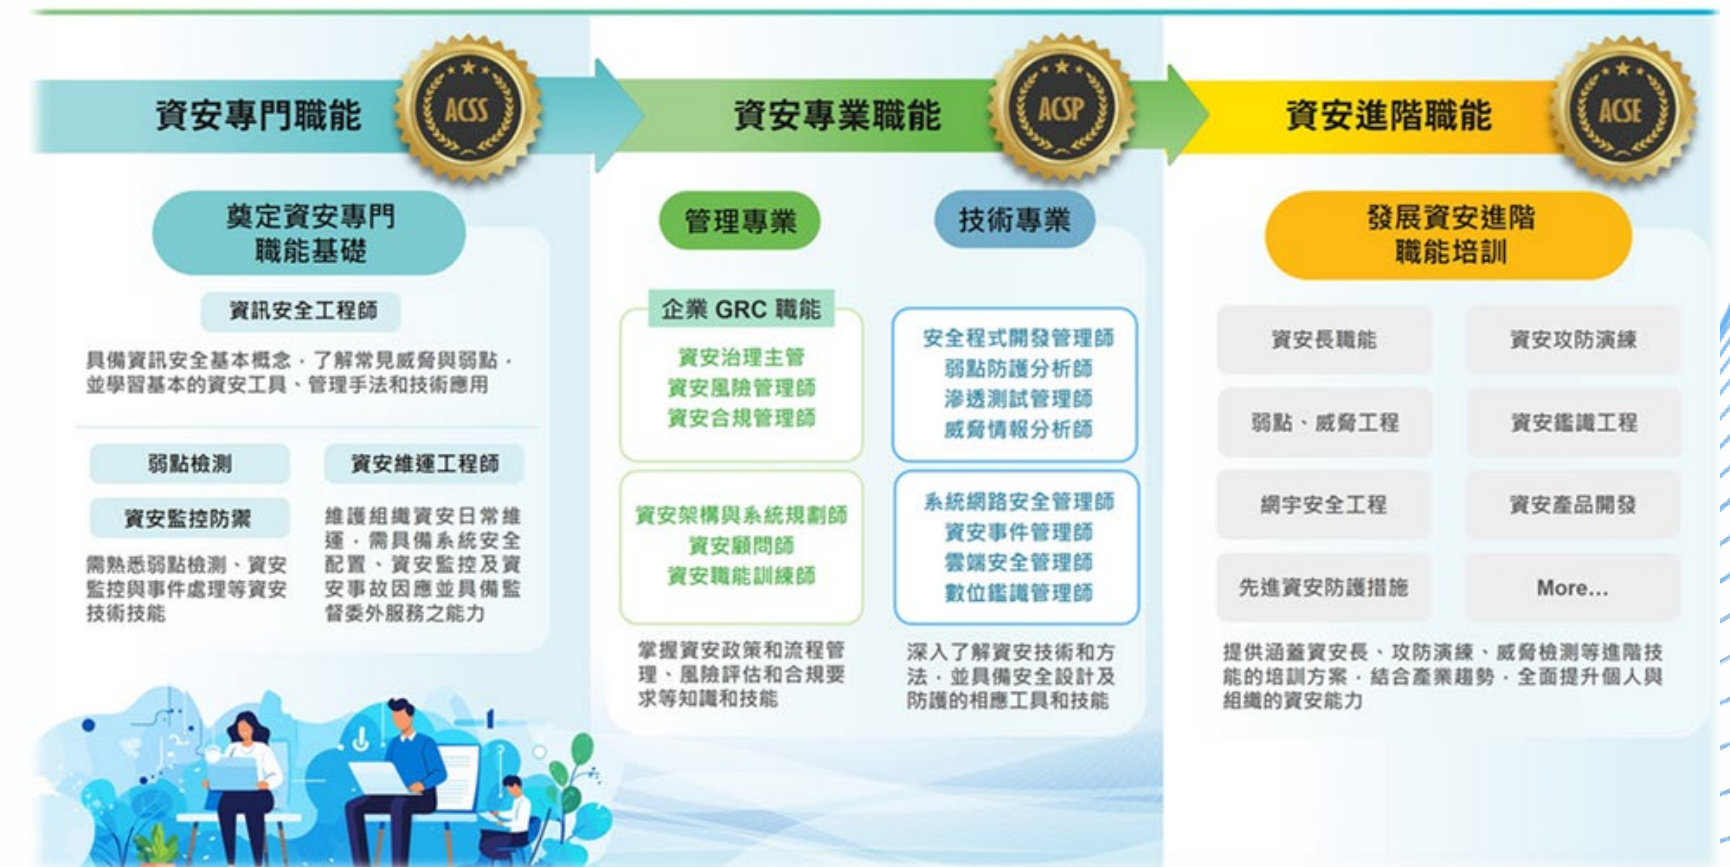 資安專門職能
ACSS
資安專業職能
ACSP
資安進階職能
ACSE
奠定資安專門
職能基礎
資訊安全工程師
具備資訊安全基本概念，了解常見威脅與弱點，
並學習基本的資安工具、管理手法和技術應用
弱點檢測
資安監控防禦
需熟悉弱點檢測、資安
監控與事件處理等資安
技術技能
資安維運工程師
維護組織資安日常維
運，需具備系統安全
配置、資安監控及資
安事故因應並具備監
督委外服務之能力
管理專業
企業 GRC 職能
資安治理主管
資安風險管理師
資安合規管理師
資安架構與系統規劃師
資安顧問師
資安職能訓練師
掌握資安政策和流程管
理、風險評估和合規要
求等知識和技能
技術專業
安全程式開發管理師
弱點防護分析師
滲透測試管理師
威脅情報分析師
系統網路安全管理師
資安事件管理師
雲端安全管理師
數位鑑識管理師
深入了解資安技術和方
法，並具備安全設計及
防護的相應工具和技能
發展資安進階
職能培訓
資安長職能
資安攻防演練
弱點、威脅工程
資安鑑識工程
網宇安全工程
資安產品開發
先進資安防護措施
More...
提供涵蓋資安長、攻防演練、威脅檢測等進階技
能的培訓方案，結合產業趨勢，全面提升個人與
組織的資安能力